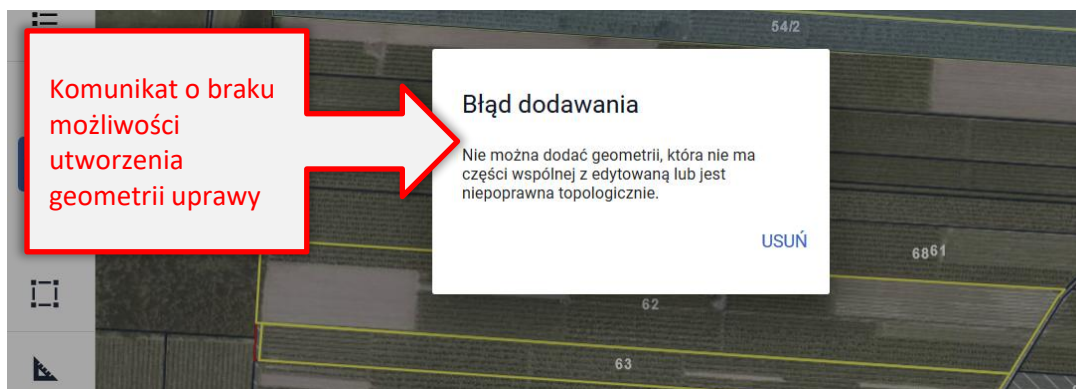 54/2
Komunikat o braku
możliwości
utworzenia
geometrii uprawy
Błąd dodawania
Nie można dodać geometrii, która nie ma
części wspólnej z edytowaną lub jest
niepoprawna topologicznie.
USUŃ
6861
62
63